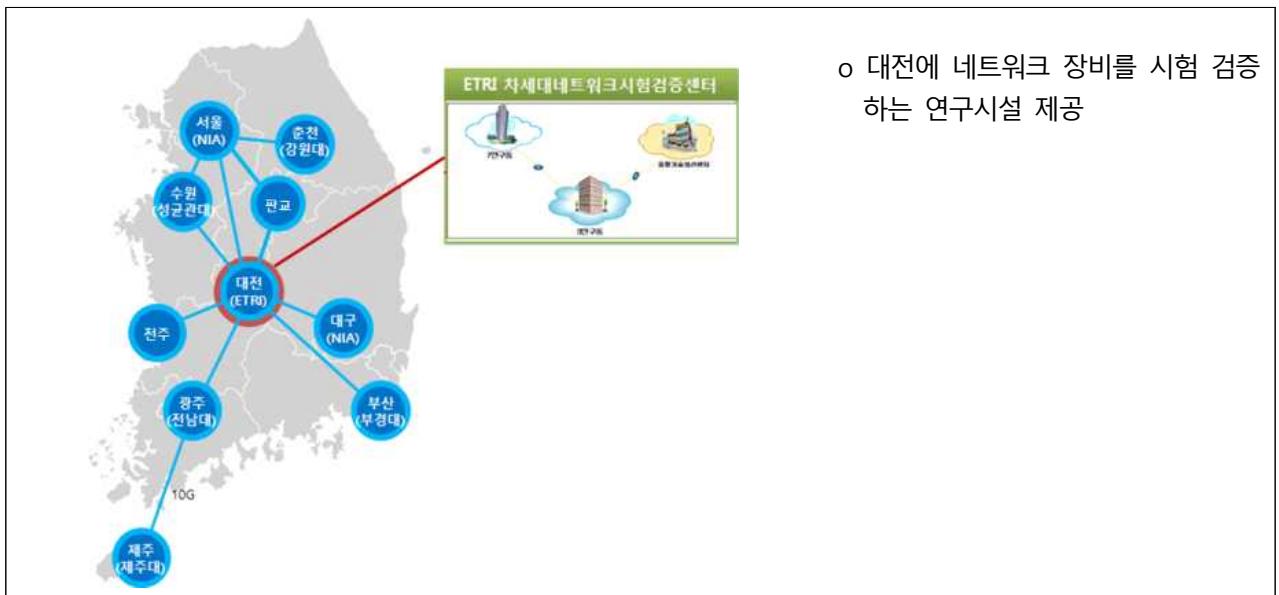 o 대전에 네트워크 장비를 시험 검증
하는 연구시설 제공
ETRI 차세대네트워크시험검증센터
7연구동
서울
(NIA)
춘천
(강원대)
수원
(성균관대)
판교
대전
(ETRI)
전주
대구
(NIA)
광주
(전남대)
부산
(부경대)
10G
제주
(제주대)